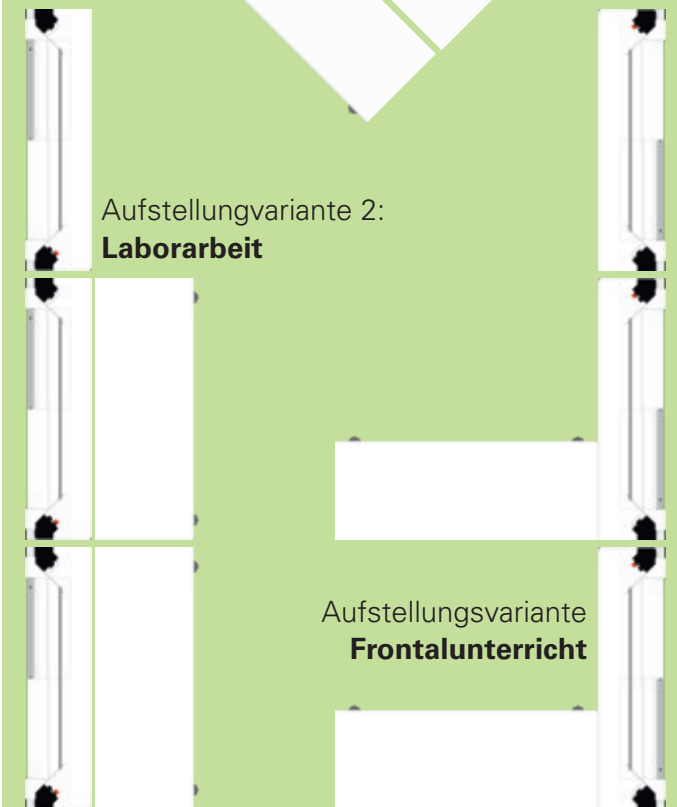 Aufstellungvariante 2:
Laborarbeit
Aufstellungsvariante
Frontalunterricht